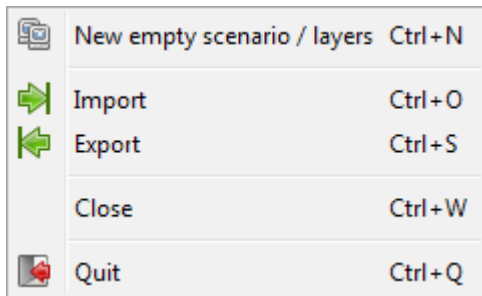 New empty scenario / layers Ctrl+N
Import Ctrl+O
Export Ctrl+S
Close Ctrl+W
Quit Ctrl+Q